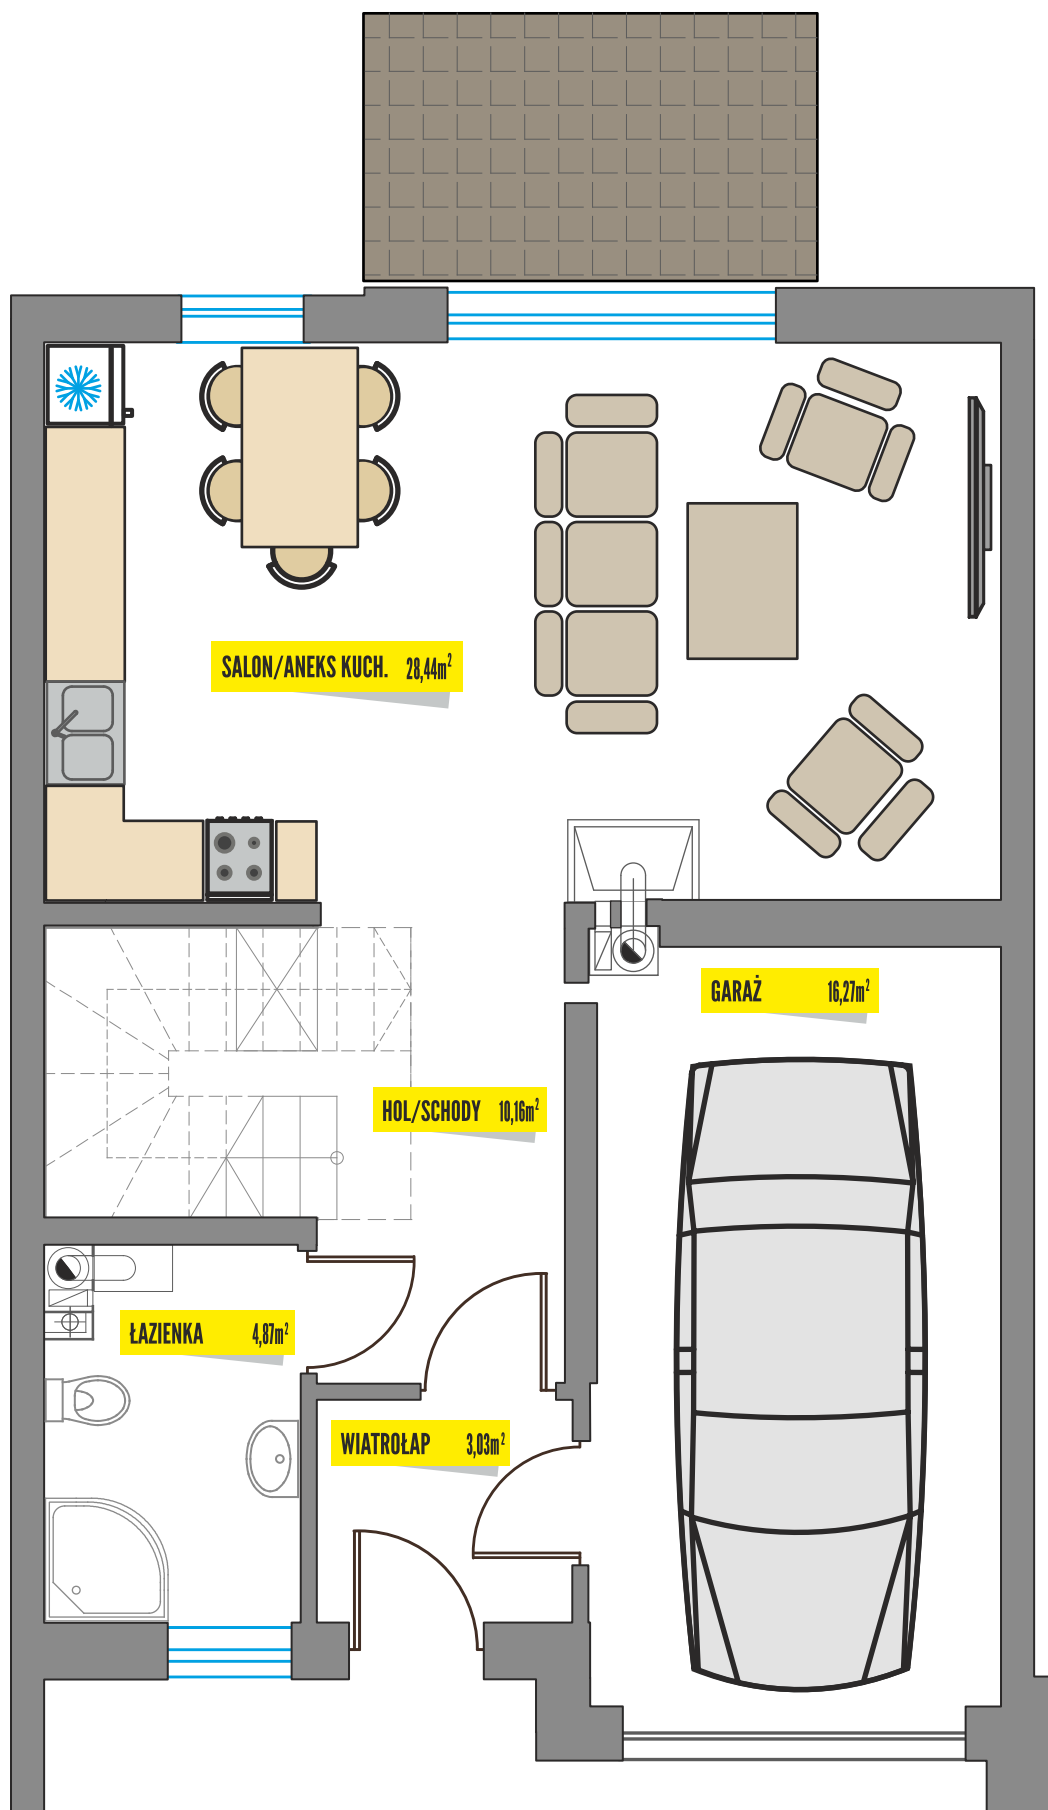 SALON/ANEKS KUCH. 28,44m²
GARAŻ 16,27m²
HOL/SCHODY 10,16m²
ŁAZIENKA 4,87m²
WIATROŁAP 3,03m²